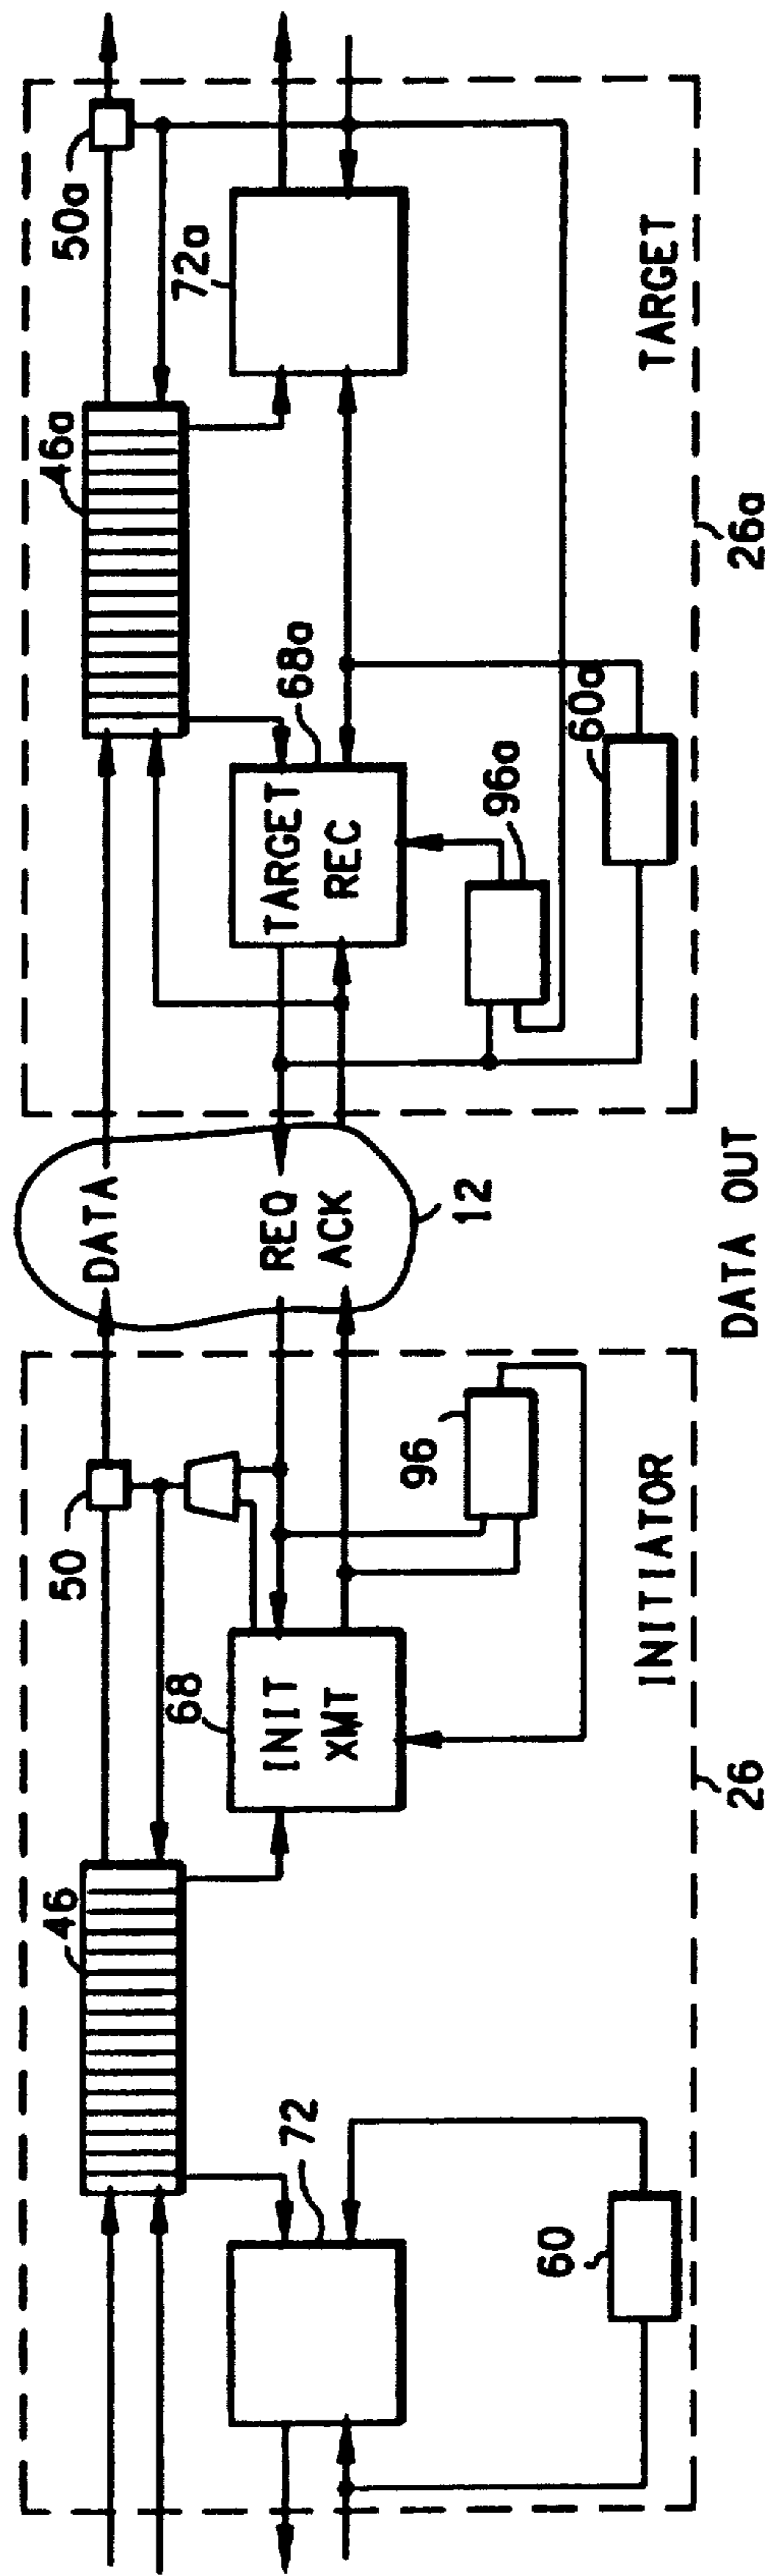 46
50
72
68
INIT
XMT
60
96
INITIATOR
26
DATA
REQ
ACK
12
DATA OUT
46a
50a
TARGET
REC
68a
72a
96a
60a
TARGET
26a